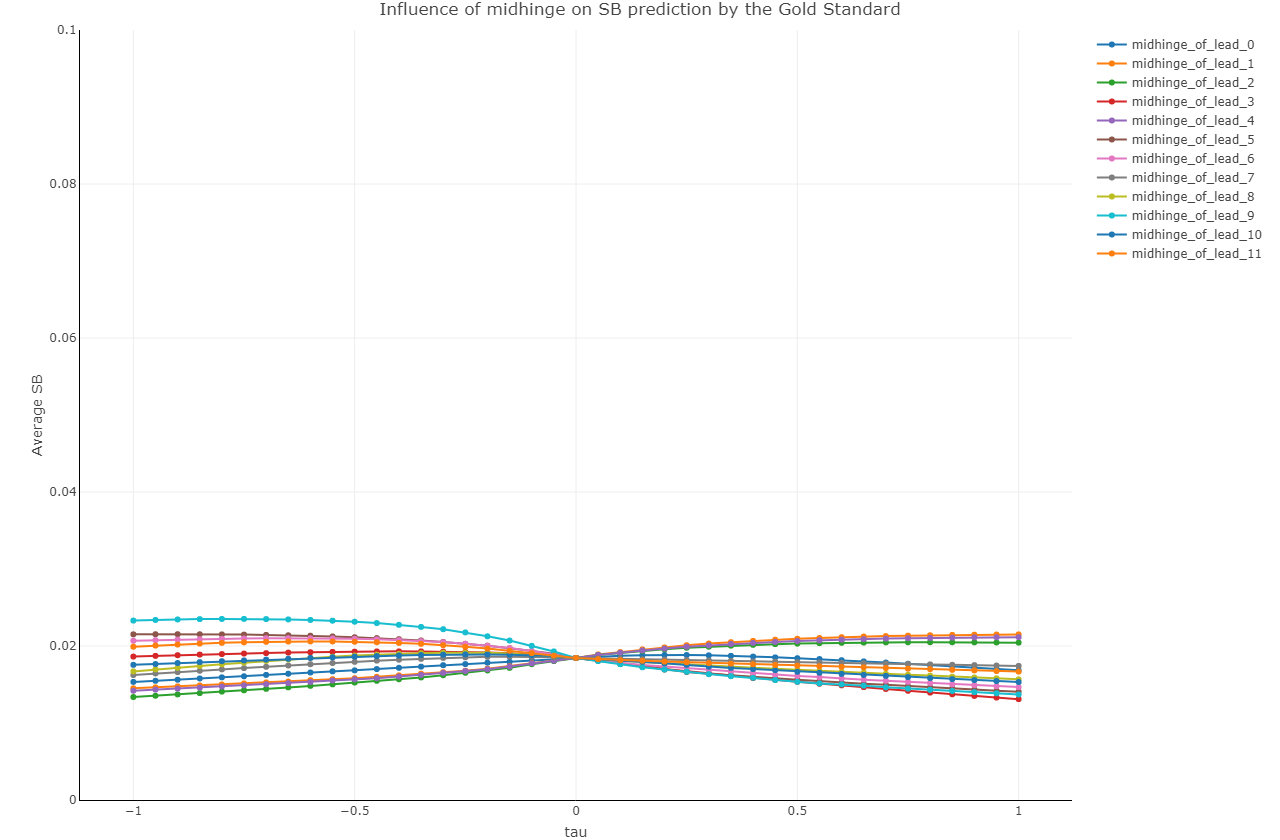 Influence of midhinge on SB prediction by the Gold Standard
0.1
0.08
0.06
0.04
0.02
0
Average SB
−1
−0.5
0
0.5
1
tau
midhinge_of_lead_0
midhinge_of_lead_1
midhinge_of_lead_2
midhinge_of_lead_3
midhinge_of_lead_4
midhinge_of_lead_5
midhinge_of_lead_6
midhinge_of_lead_7
midhinge_of_lead_8
midhinge_of_lead_9
midhinge_of_lead_10
midhinge_of_lead_11